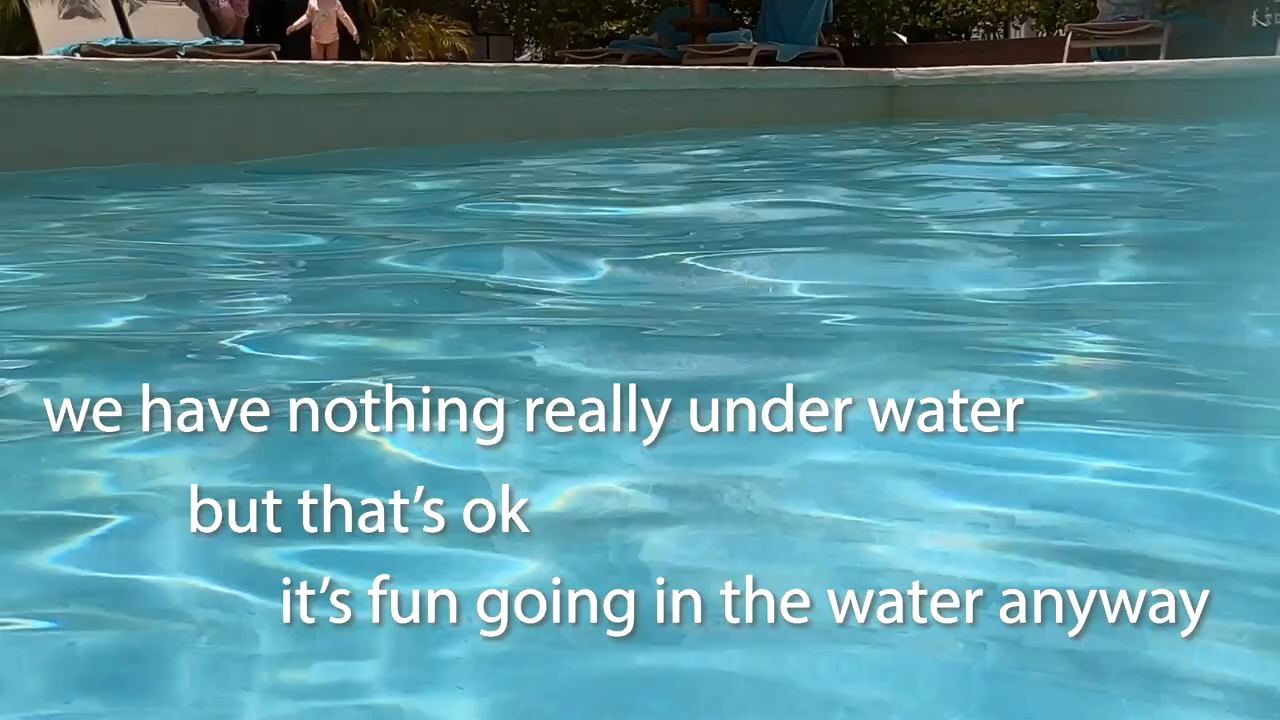 we have nothing really under water
but that’s ok
it’s fun going in the water anyway